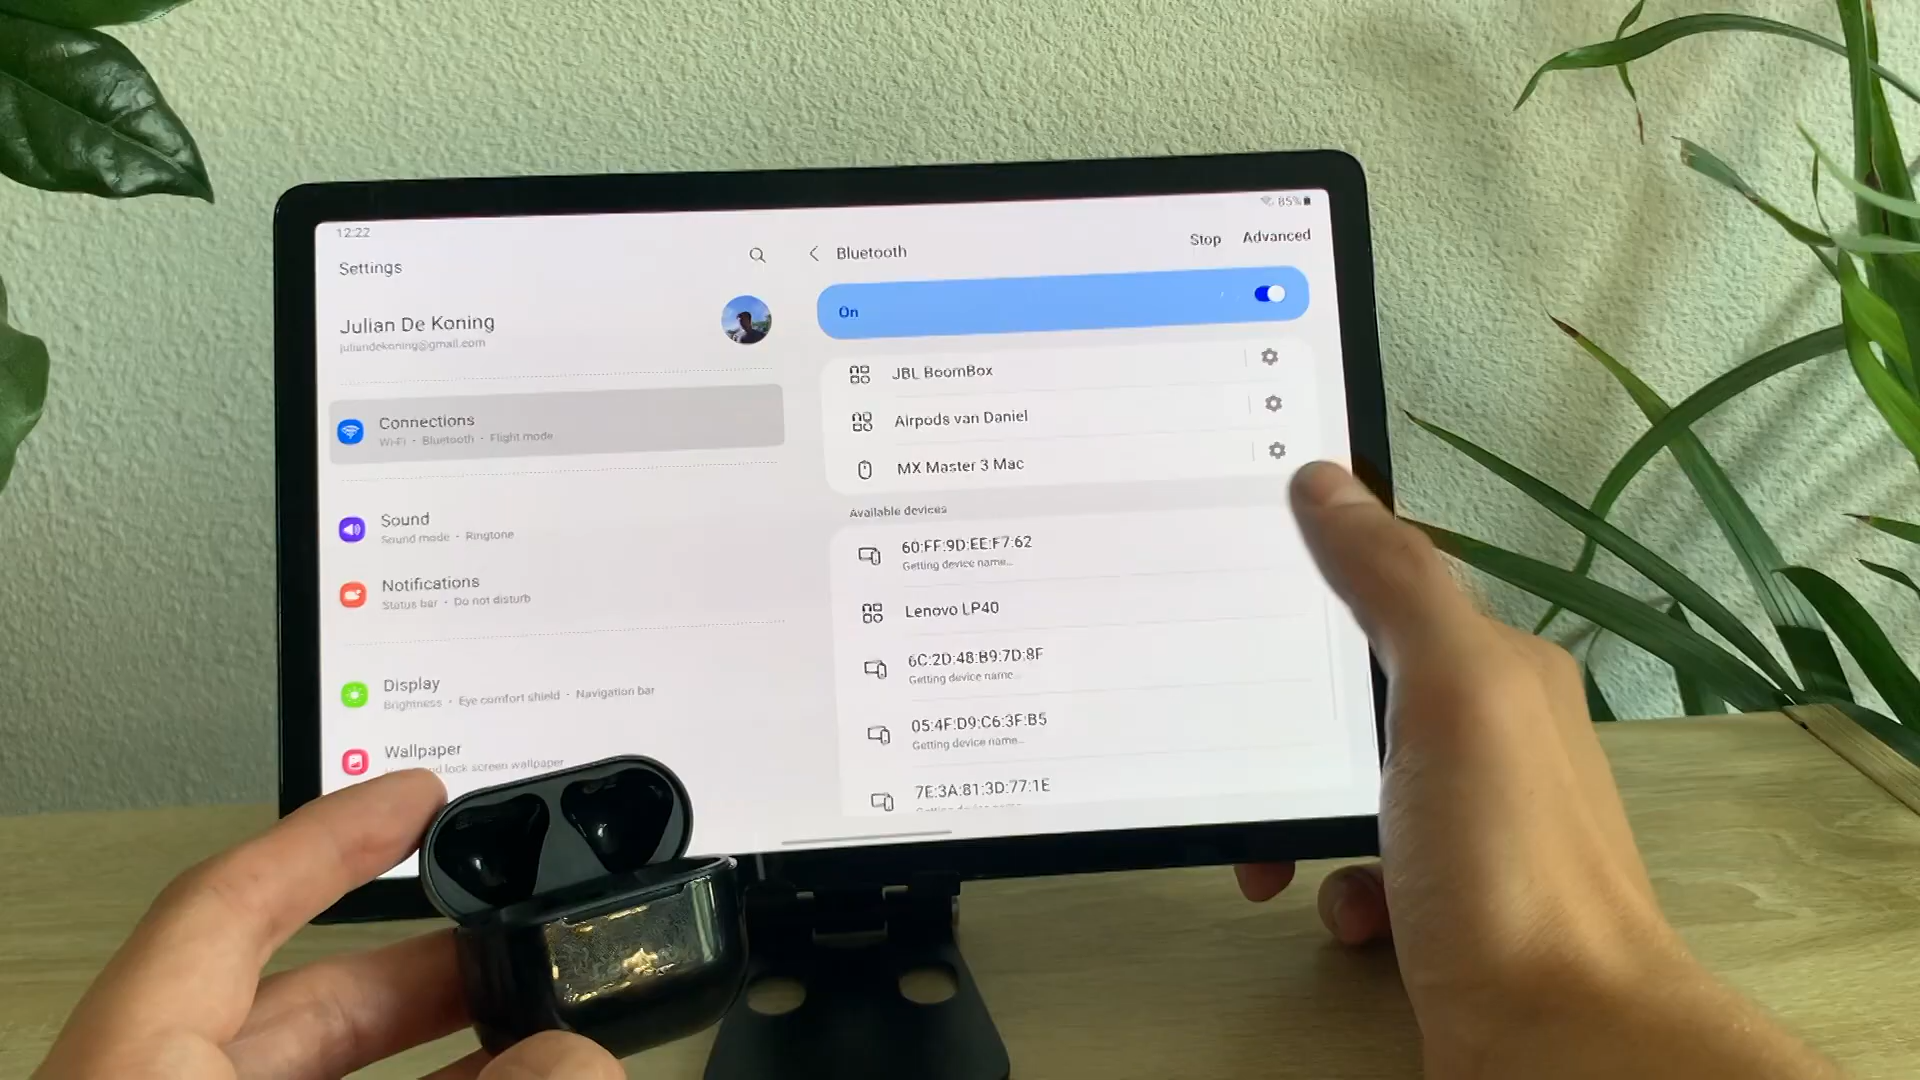 12:22
85%
Settings
Julian De Koning
juliandekoning@gmail.com
Connections
Wi-Fi • Bluetooth • Flight mode
Sound
Sound mode • Ringtone
Notifications
Status bar • Do not disturb
Display
Brightness • Eye comfort shield • Navigation bar
Wallpaper
lock screen wallpaper
Bluetooth
Stop
Advanced
On
JBL BoomBox
Airpods van Daniel
MX Master 3 Mac
Available devices
60:FF:9D:EE:F7:62
Getting device name...
Lenovo LP40
6C:2D:48:B9:7D:8F
Getting device name...
05:4F:D9:C6:3F:B5
Getting device name...
7E:3A:81:3D:77:1E